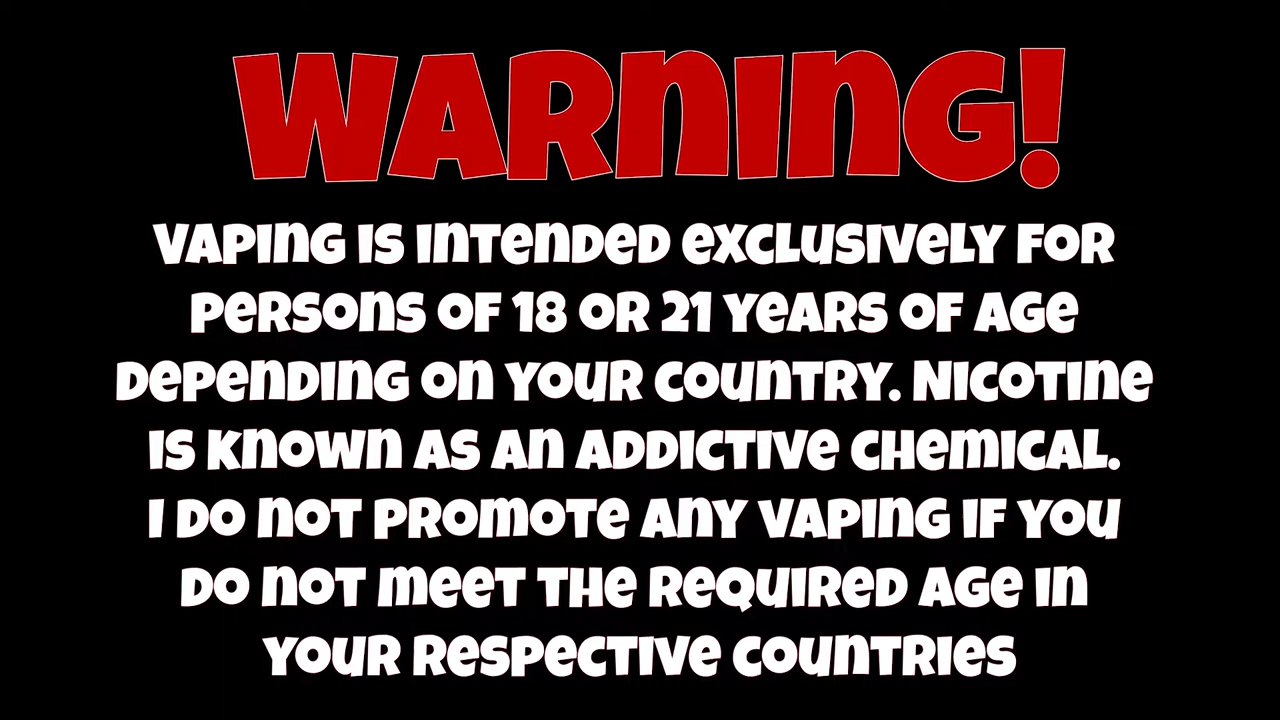 WARNING!
VAPING IS INTENDED EXCLUSIVELY FOR
PERSONS OF 18 OR 21 YEARS OF AGE
DEPENDING ON YOUR COUNTRY. NICOTINE
IS KNOWN AS AN ADDICTIVE CHEMICAL.
I DO NOT PROMOTE ANY VAPING IF YOU
DO NOT MEET THE REQUIRED AGE IN
YOUR RESPECTIVE COUNTRIES